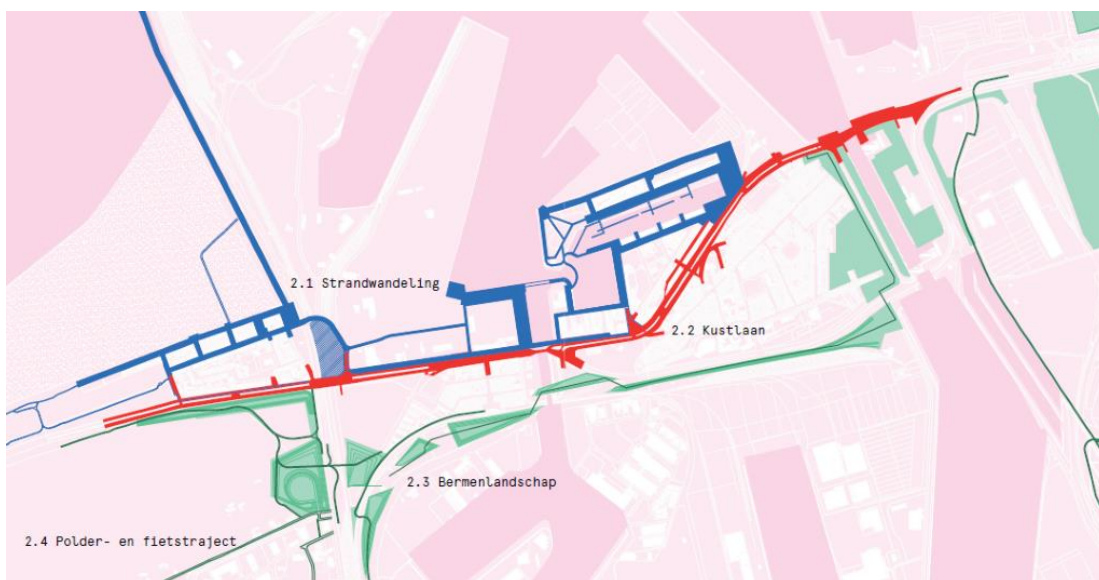 2.1 Strandwandeling
2.2 Kustlaan
2.3 Bermenlandschap
2.4 Polder- en fietstraject